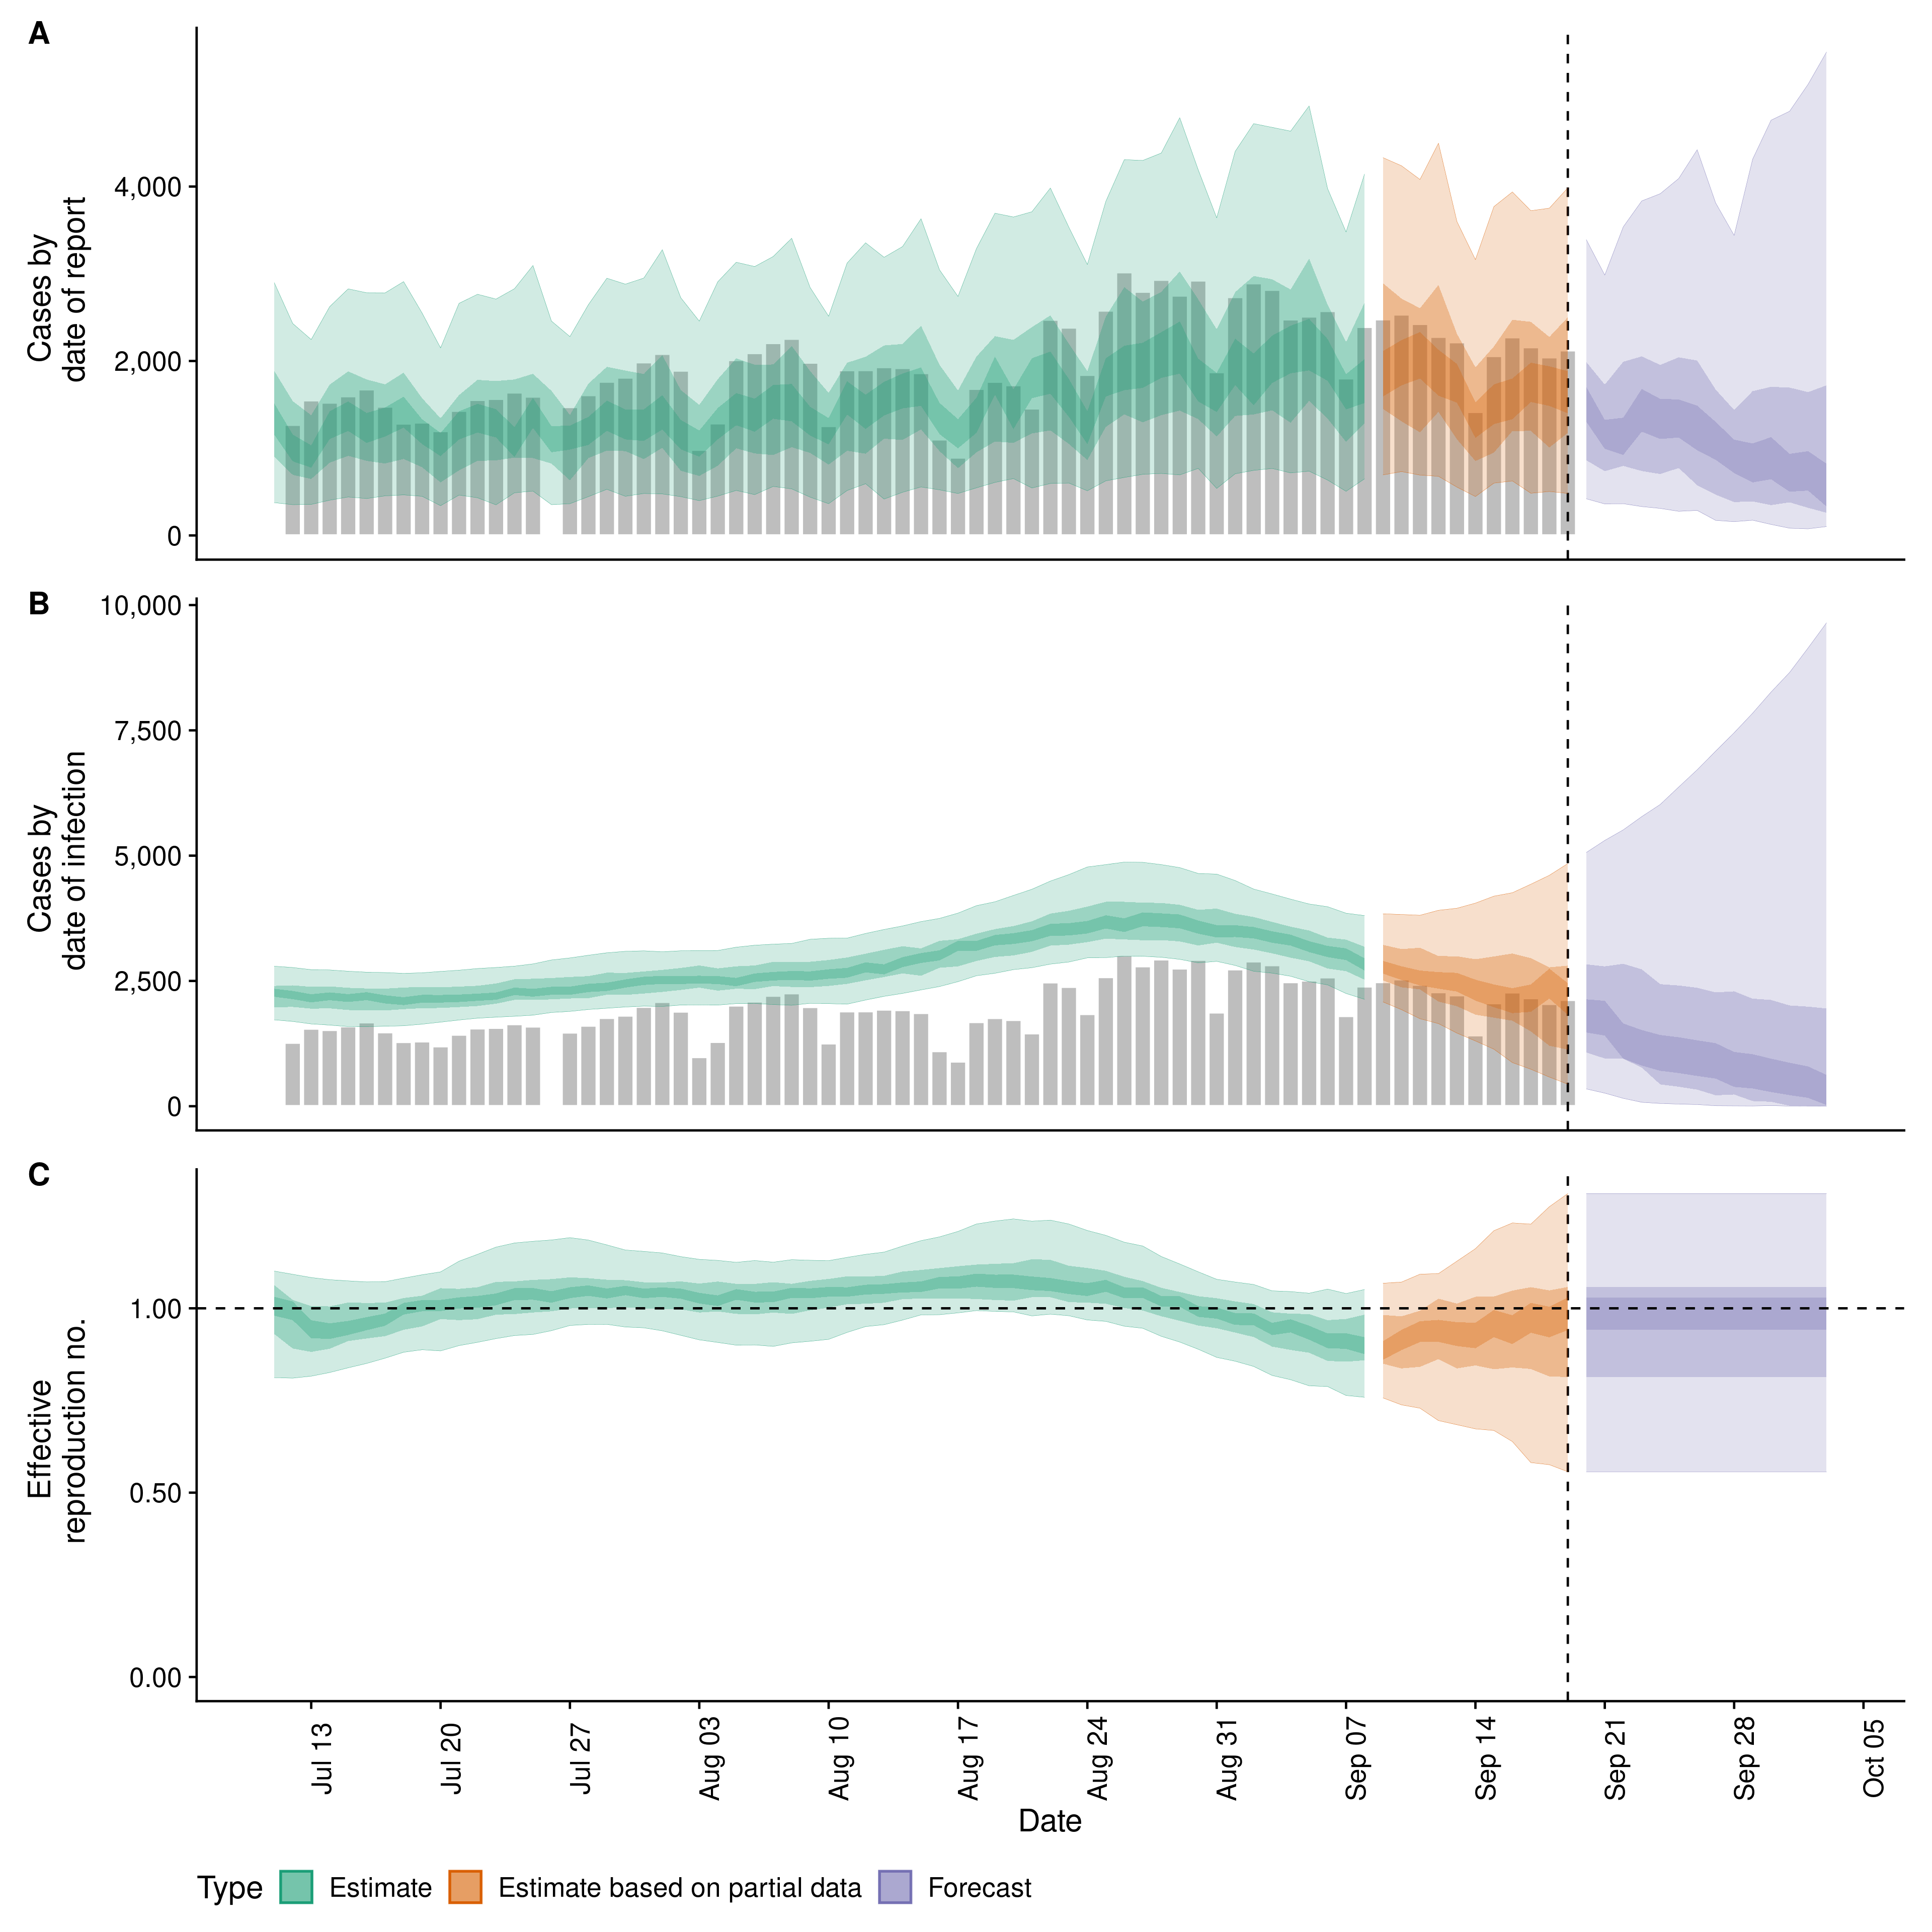 A
Cases by
date of report
4,000
2,000
0
B
Cases by
date of infection
10,000
7,500
5,000
2,500
0
C
Effective
reproduction no.
1.00
0.50
0.00
Jul 13
Jul 20
Jul 27
Aug 03
Aug 10
Aug 17
Aug 24
Aug 31
Sep 07
Sep 14
Sep 21
Sep 28
Oct 05
Date
Type Estimate Estimate based on partial data Forecast